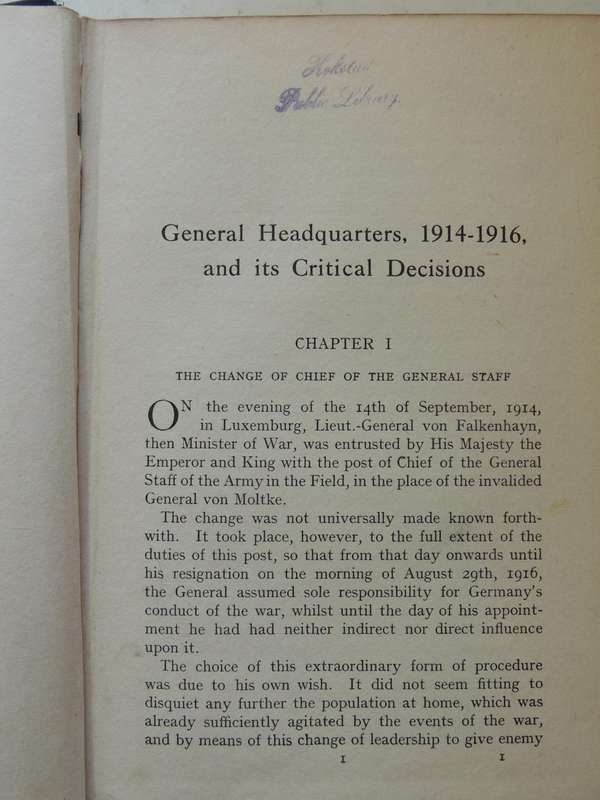 Kokstad
Public Library.
General Headquarters, 1914-1916,
and its Critical Decisions
CHAPTER I
THE CHANGE OF CHIEF OF THE GENERAL STAFF
ON the evening of the 14th of September, 1914,
in Luxemburg, Lieut.-General von Falkenhayn,
then Minister of War, was entrusted by His Majesty the
Emperor and King with the post of Chief of the General
Staff of the Army in the Field, in the place of the invalided
General von Moltke.
The change was not universally made known forth-
with. It took place, however, to the full extent of the
duties of this post, so that from that day onwards until
his resignation on the morning of August 29th, 1916,
the General assumed sole responsibility for Germany's
conduct of the war, whilst until the day of his appoint-
ment he had had neither indirect nor direct influence
upon it.
The choice of this extraordinary form of procedure
was due to his own wish. It did not seem fitting to
disquiet any further the population at home, which was
already sufficiently agitated by the events of the war,
and by means of this change of leadership to give enemy
1 1